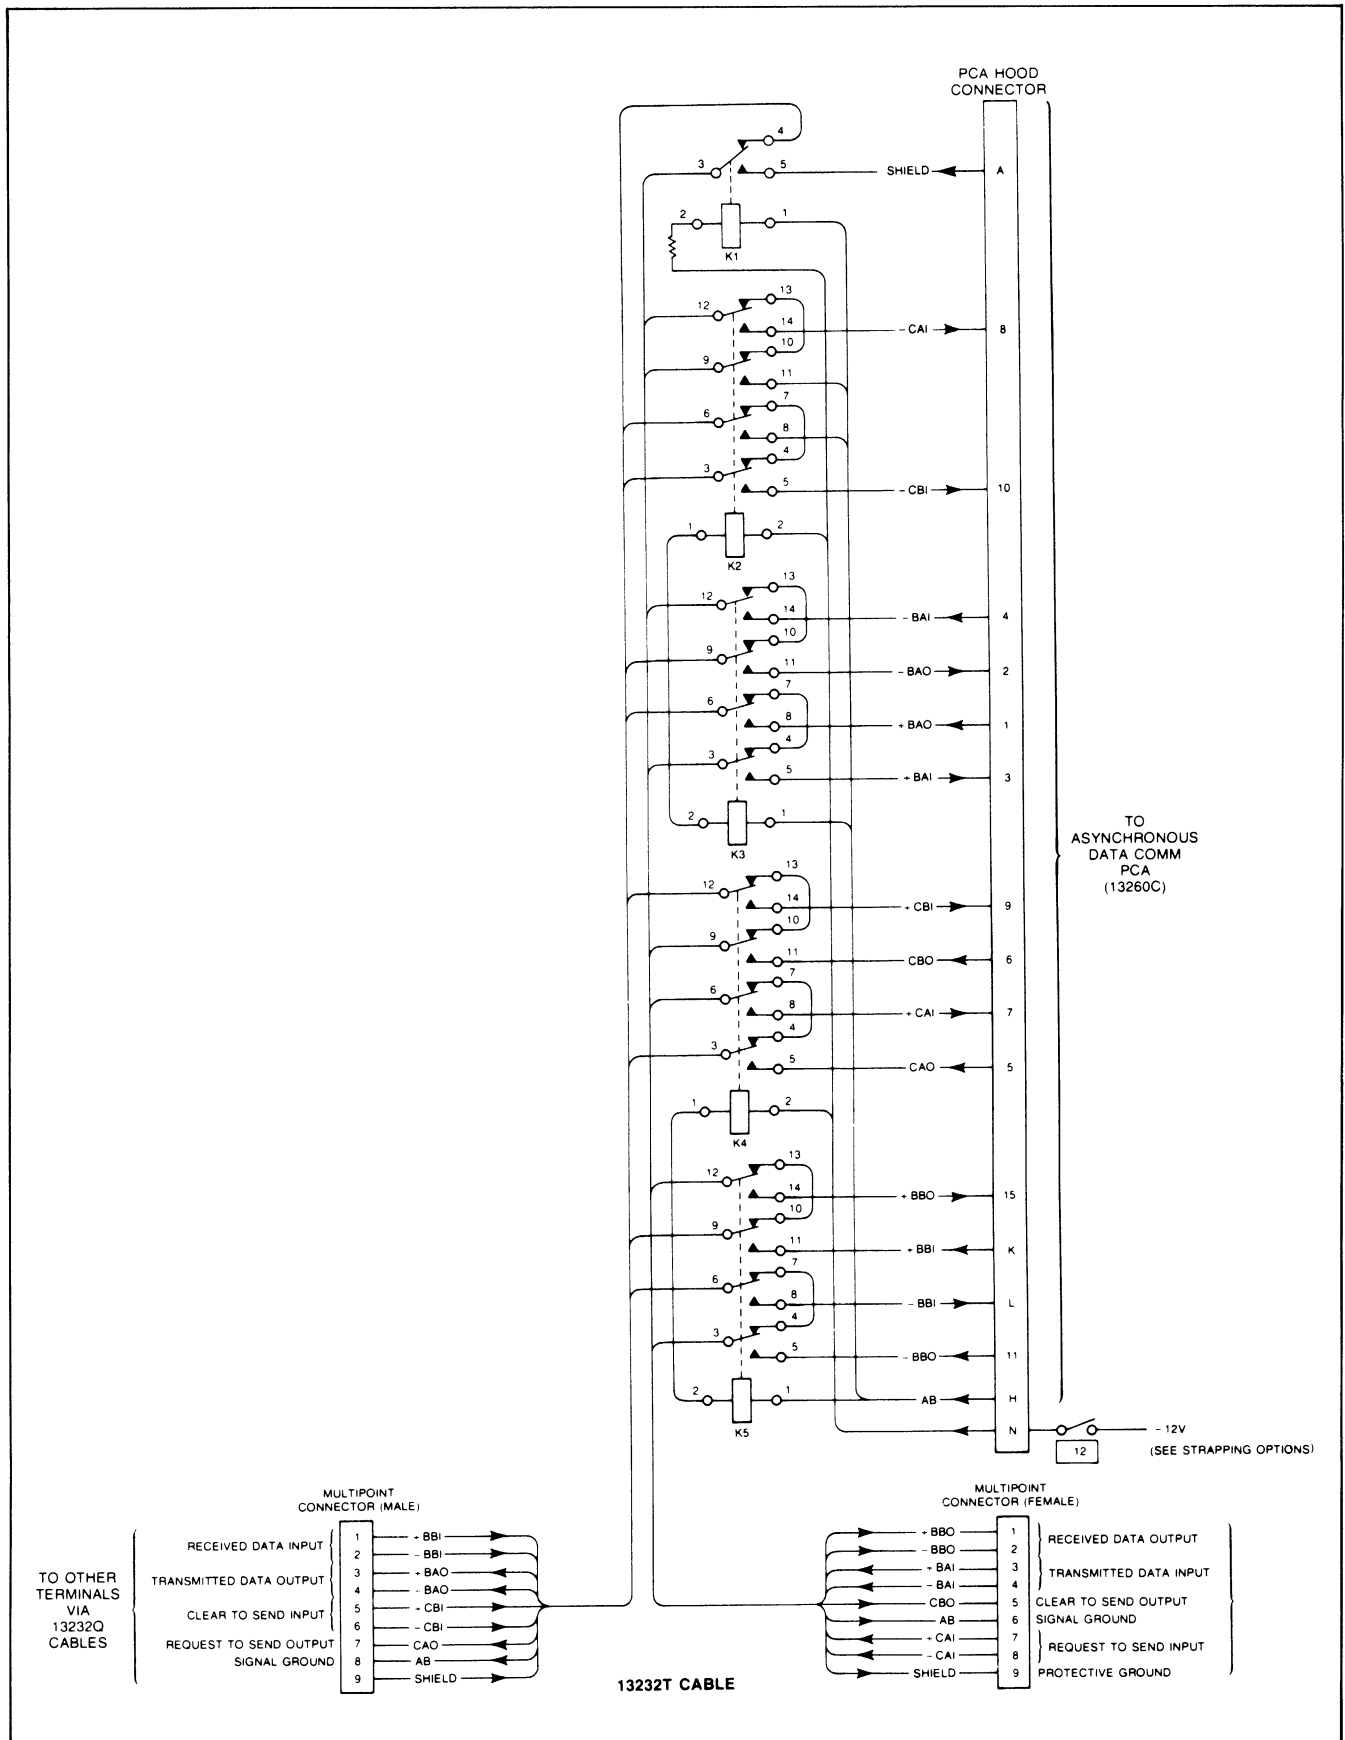 PCA HOOD
CONNECTOR
4
3
5
SHIELD
A
2
1
K1
13
12
14
- CAI
8
10
9
11
7
6
8
4
3
5
- CBI
10
1
2
K2
13
12
14
- BAI
4
10
9
11
- BAO
2
7
6
8
+ BAO
1
4
3
5
+ BAI
3
2
1
K3
TO
ASYNCHRONOUS
DATA COMM
PCA
(13260C)
13
12
14
+ CBI
9
10
9
11
CBO
6
7
6
8
+ CAI
7
4
3
5
CAO
5
1
2
K4
13
12
14
+ BBO
15
10
9
11
+ BBI
K
7
6
8
- BBI
L
4
3
5
- BBO
11
2
1
AB
H
K5
N
- 12V
12
(SEE STRAPPING OPTIONS)
MULTIPOINT
CONNECTOR (MALE)
TO OTHER
TERMINALS
VIA
13232Q
CABLES
RECEIVED DATA INPUT
TRANSMITTED DATA OUTPUT
CLEAR TO SEND INPUT
REQUEST TO SEND OUTPUT
SIGNAL GROUND
1 + BBI
2 - BBI
3 + BAO
4 - BAO
5 + CBI
6 - CBI
7 CAO
8 AB
9 SHIELD
13232T CABLE
MULTIPOINT
CONNECTOR (FEMALE)
+ BBO 1
- BBO 2
+ BAI 3
- BAI 4
CBO 5
AB 6
+ CAI 7
- CAI 8
SHIELD 9
RECEIVED DATA OUTPUT
TRANSMITTED DATA INPUT
CLEAR TO SEND OUTPUT
SIGNAL GROUND
REQUEST TO SEND INPUT
PROTECTIVE GROUND